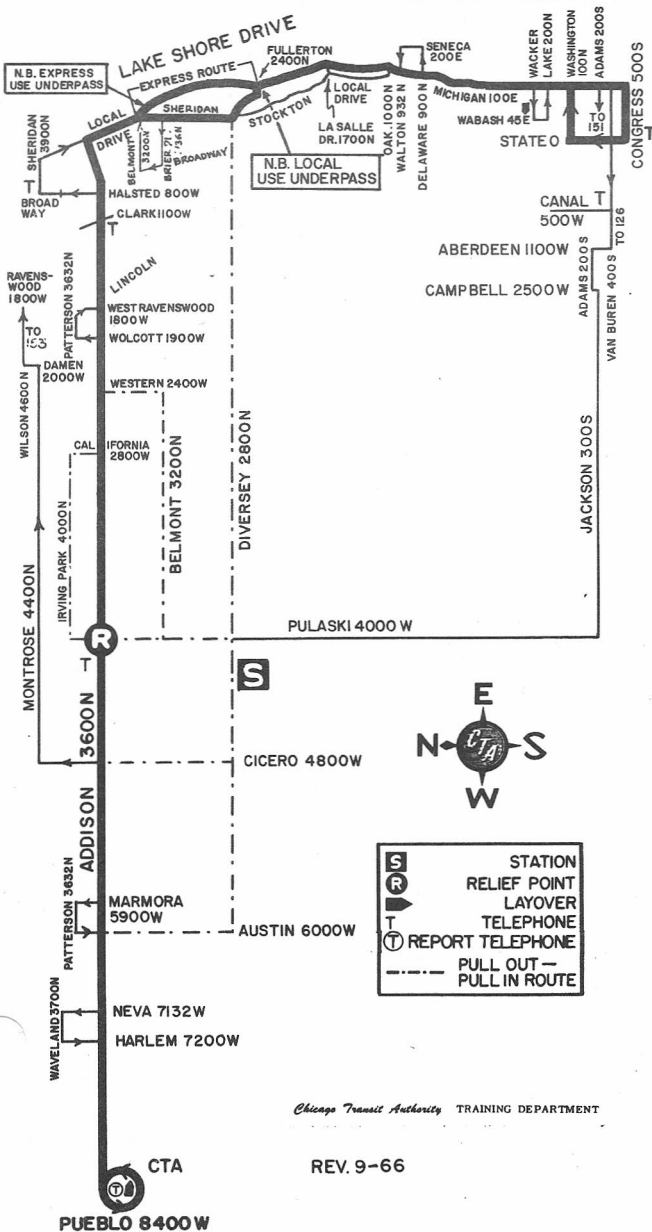 LAKE SHORE DRIVE
N.B. EXPRESS
USE UNDERPASS
EXPRESS ROUTE
FULLERTON
2400N
SENECA
200E
WACKER
LAKE 200N
WASHINGTON
100N
ADAMS 200S
CONGRESS 500S
LOCAL
DRIVE
SHERIDAN
STOCKTON
LOCAL
DRIVE
MICHIGAN 100E
WABASH 45E
TO
151
T
STATE 0
SHERIDAN
3900N
BELMONT
3200N
BROADWAY
LA SALLE
DR. 1700N
OAK 1000N
WALTON 932 N
DELAWARE 900N
N.B. LOCAL
USE UNDERPASS
T
BROAD
WAY
HALSTED 800W
CANAL T
500W
TO 126
CLARK 1100W
T
ABERDEEN 1100W
ADAMS 200S
VAN BUREN 400S
CAMPBELL 2500W
LINCOLN
RAVENS-
WOOD
1800W
PATTERSON 3632N
WEST RAVENSWOOD
1800W
WOLCOTT 1900W
TO
153
DAMEN
2000W
WILSON 4600N
WESTERN 2400W
CALIFORNIA
2800W
IRVING PARK 4000N
BELMONT 3200N
DIVERSEY 2800N
JACKSON 300S
MONTROSE 4400N
R
T
PULASKI 4000 W
S
ADDISON 3600N
CICERO 4800W
E
N CTA S
W
PATTERSON 3632N
MARMORA
5900W
AUSTIN 6000W
S STATION
R RELIEF POINT
LAYOVER
T TELEPHONE
T REPORT TELEPHONE
PULL OUT —
PULL IN ROUTE
WAVELAND 3700N
NEVA 7132W
HARLEM 7200W
Chicago Transit Authority TRAINING DEPARTMENT
REV. 9-66
CTA
T
PUEBLO 8400W